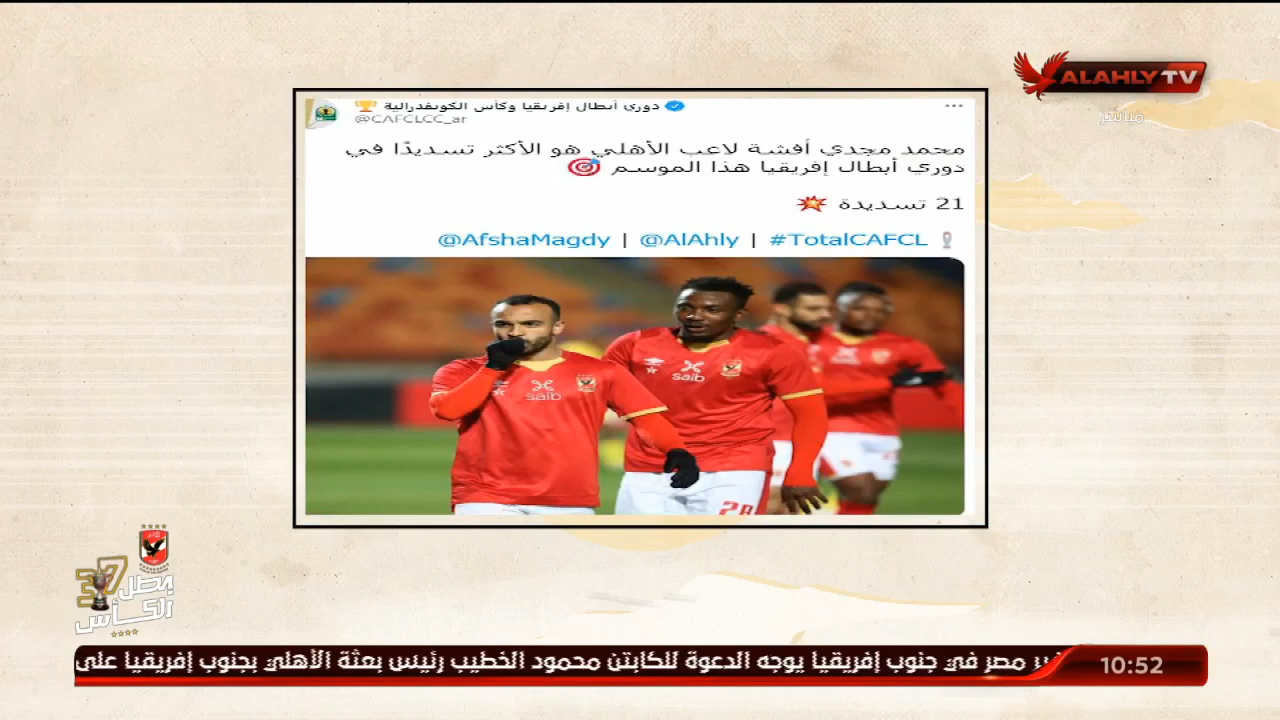 ALAHLY TV
مباشر
دوري أبطال إفريقيا وكأس الكونفدرالية
@CAFCLCC_ar
محمد مجدي أفشة لاعب الأهلي هو الأكثر تسديدًا في
دوري أبطال إفريقيا هذا الموسم 🎯
21 تسديدة 💥
@AfshaMagdy | @AlAhly | #TotalCAFCL
saib
saib
28
37
بطل
الكأس
مصر في جنوب إفريقيا يوجه الدعوة للكابتن محمود الخطيب رئيس بعثة الأهلي بجنوب إفريقيا على
10:52